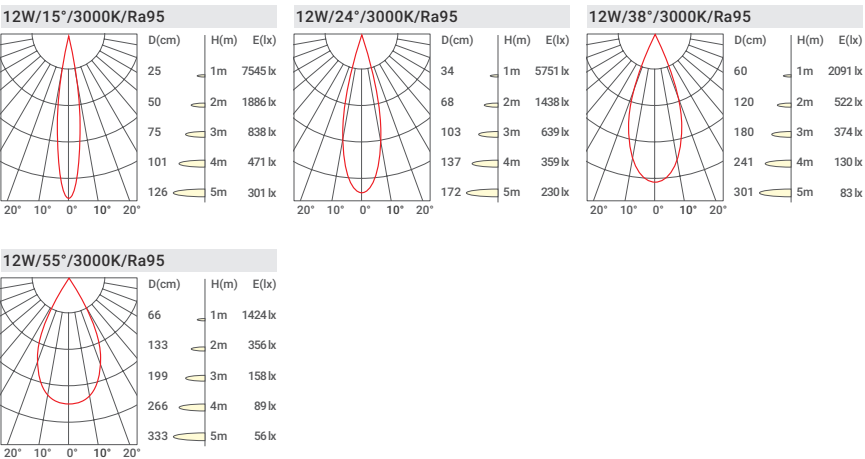 12W/15°/3000K/Ra95
D(cm) H(m) E(lx)
25 1m 7545 lx
50 2m 1886 lx
75 3m 838 lx
101 4m 471 lx
126 5m 301 lx
20° 10° 0° 10° 20°
12W/24°/3000K/Ra95
D(cm) H(m) E(lx)
34 1m 5751 lx
68 2m 1438 lx
103 3m 639 lx
137 4m 359 lx
172 5m 230 lx
20° 10° 0° 10° 20°
12W/38°/3000K/Ra95
D(cm) H(m) E(lx)
60 1m 2091 lx
120 2m 522 lx
180 3m 374 lx
241 4m 130 lx
301 5m 83 lx
20° 10° 0° 10° 20°
12W/55°/3000K/Ra95
D(cm) H(m) E(lx)
66 1m 1424 lx
133 2m 356 lx
199 3m 158 lx
266 4m 89 lx
333 5m 56 lx
20° 10° 0° 10° 20°